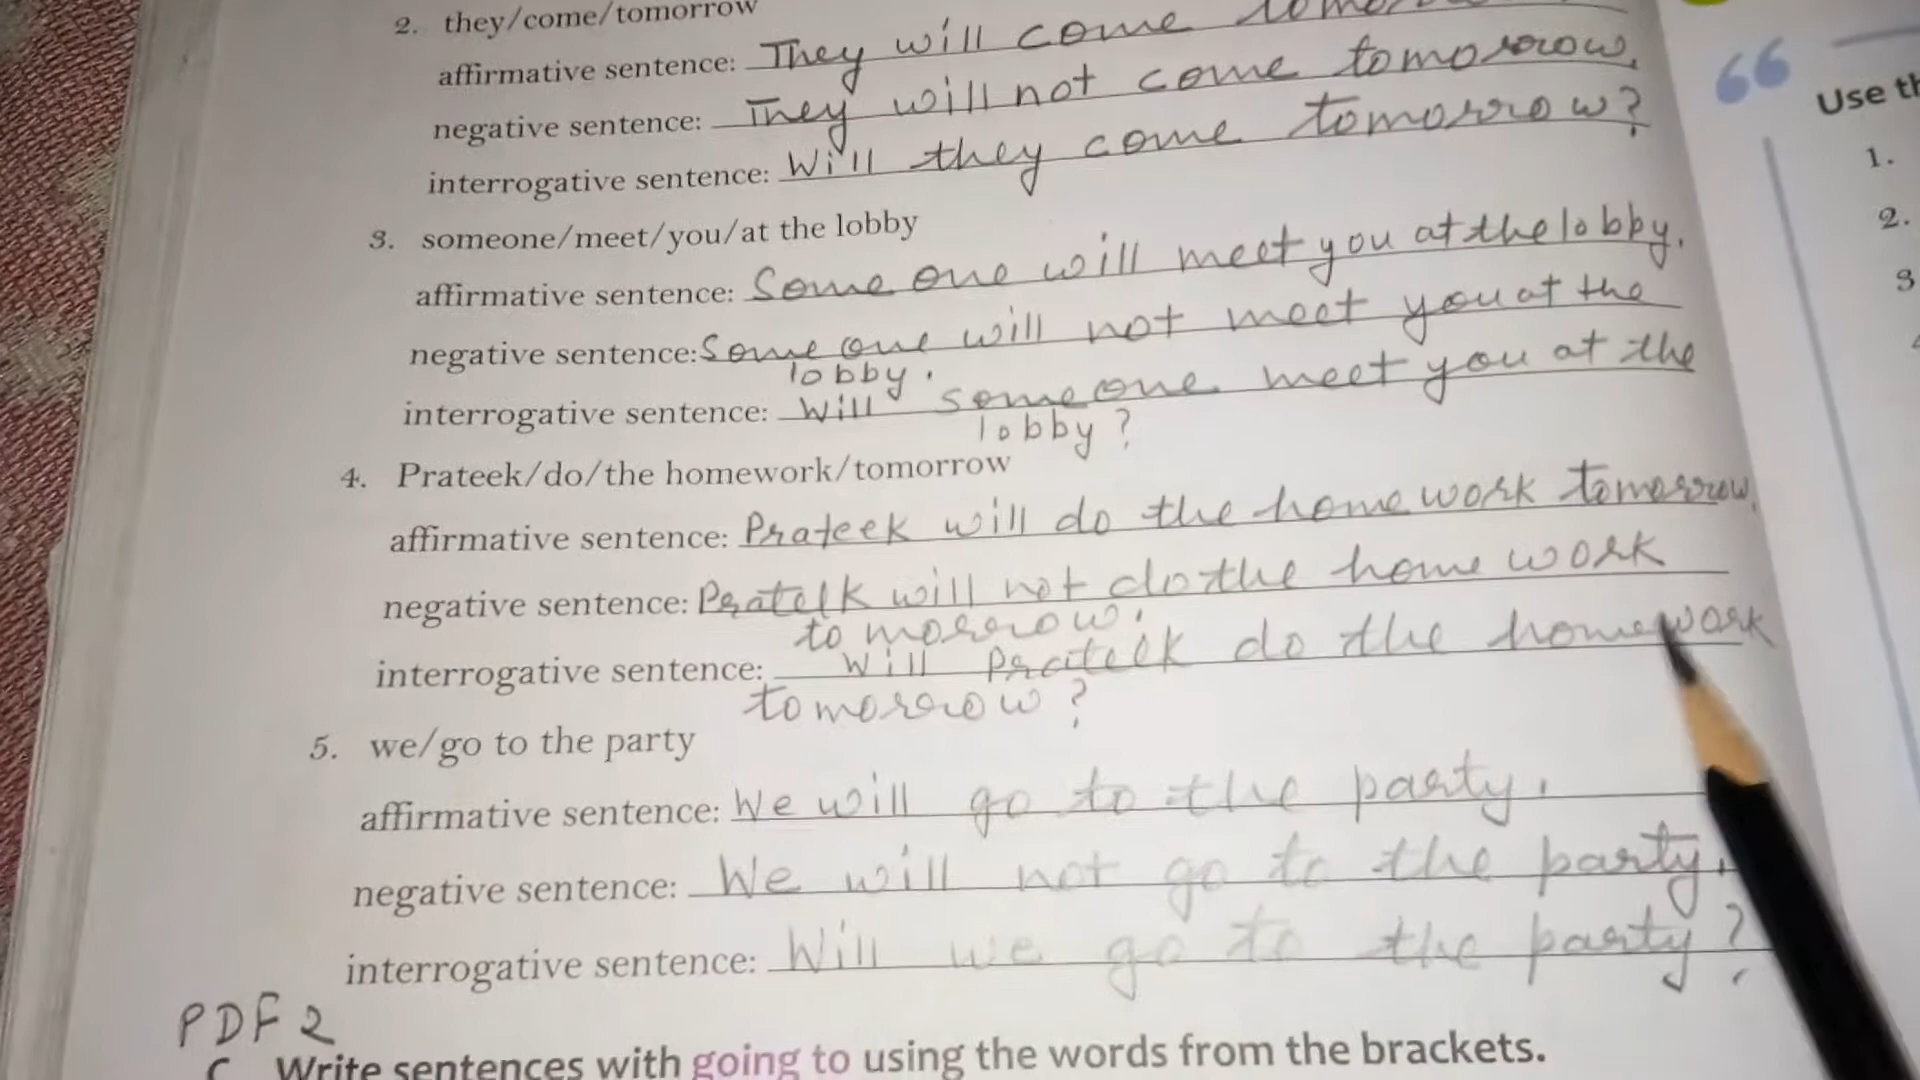 2. they/come/tomorrow
affirmative sentence: They will come
negative sentence: They will not come tomorrow.
interrogative sentence: Will they come tomorrow?
3. someone/meet/you/at the lobby
affirmative sentence: Some one will meet you at the lobby.
negative sentence: Some one will not meet you at the
lobby.
interrogative sentence: Will someone meet you at the
lobby?
4. Prateek/do/the homework/tomorrow
affirmative sentence: Prateek will do the home work tomorrow.
negative sentence: Prateek will not do the home work
tomorrow.
interrogative sentence: Will Prateek do the homework
tomorrow?
5. we/go to the party
affirmative sentence: We will go to the party.
negative sentence: We will not go to the party.
interrogative sentence: Will we go to the party?
PDF 2
C Write sentences with going to using the words from the brackets.
“
Use
1.
2.
3